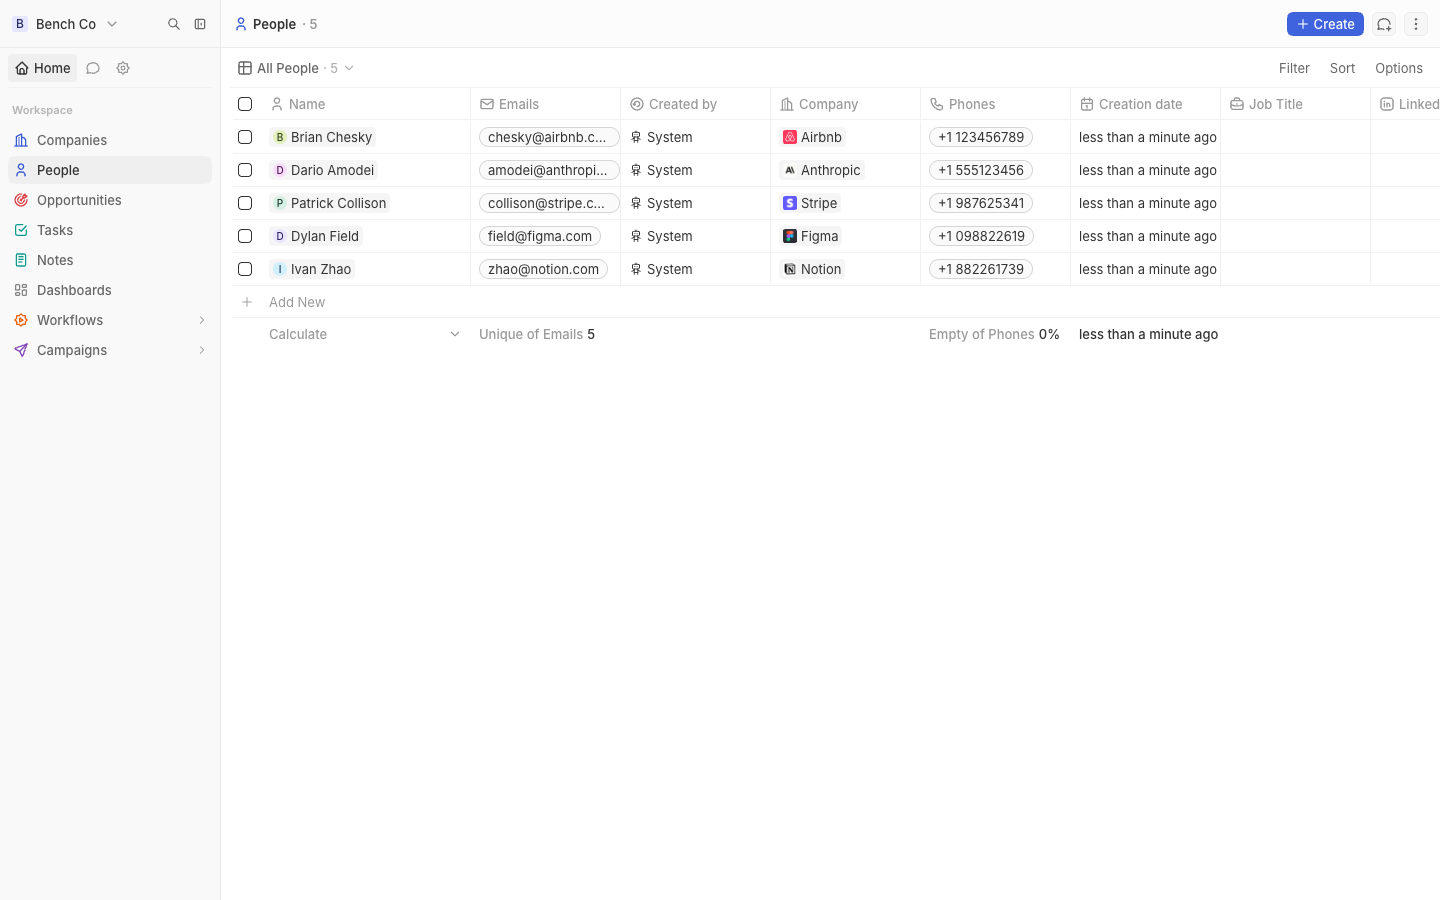 B Bench Co
People · 5
Create
Home
All People · 5
Filter Sort Options
Workspace
Companies
People
Opportunities
Tasks
Notes
Dashboards
Workflows
Campaigns
Name Emails Created by Company Phones Creation date Job Title Linked
B Brian Chesky chesky@airbnb.c... System Airbnb +1 123456789 less than a minute ago
D Dario Amodei amodei@anthropi... System Anthropic +1 555123456 less than a minute ago
P Patrick Collison collison@stripe.c... System Stripe +1 987625341 less than a minute ago
D Dylan Field field@figma.com System Figma +1 098822619 less than a minute ago
I Ivan Zhao zhao@notion.com System Notion +1 882261739 less than a minute ago
Add New
Calculate Unique of Emails 5 Empty of Phones 0% less than a minute ago